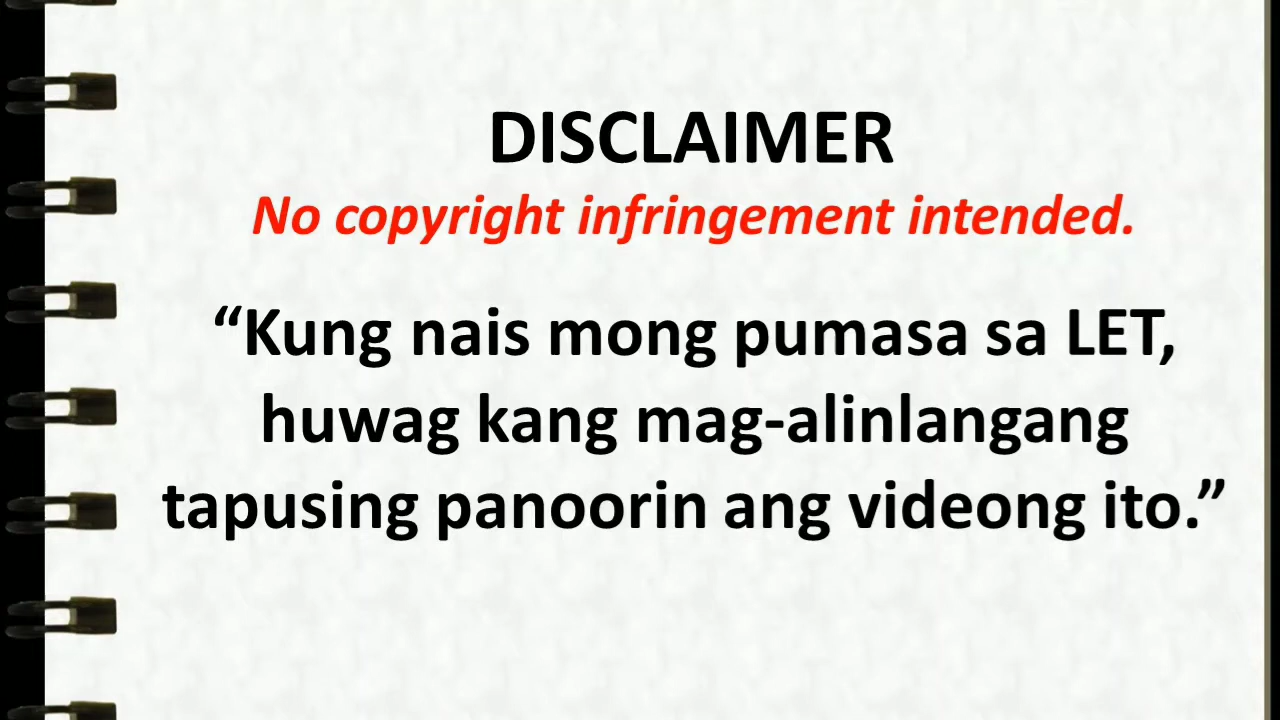 DISCLAIMER
No copyright infringement intended.
“Kung nais mong pumasa sa LET,
huwag kang mag-alinlangang
tapusing panoorin ang videong ito.”